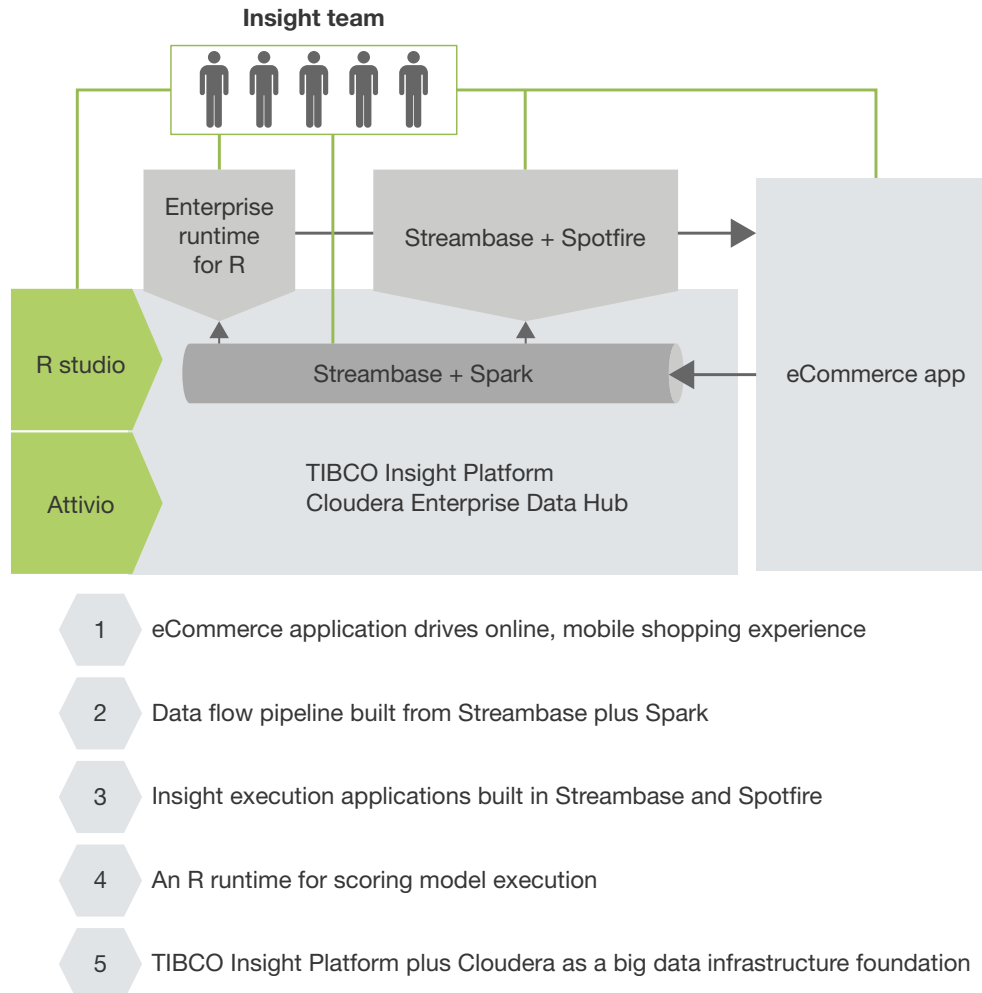 Insight team
Enterprise
runtime
for R
Streambase + Spotfire
R studio
Streambase + Spark
eCommerce app
TIBCO Insight Platform
Cloudera Enterprise Data Hub
Attivio
1 eCommerce application drives online, mobile shopping experience
2 Data flow pipeline built from Streambase plus Spark
3 Insight execution applications built in Streambase and Spotfire
4 An R runtime for scoring model execution
5 TIBCO Insight Platform plus Cloudera as a big data infrastructure foundation